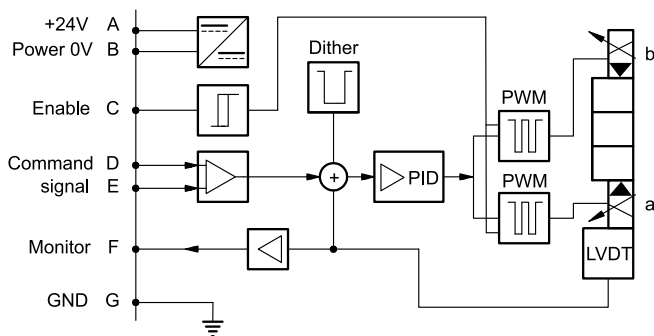 +24V A
Power 0V B
Dither
b
Enable C
PWM
Command D
signal E
+
PID
PWM
a
Monitor F
LVDT
GND G